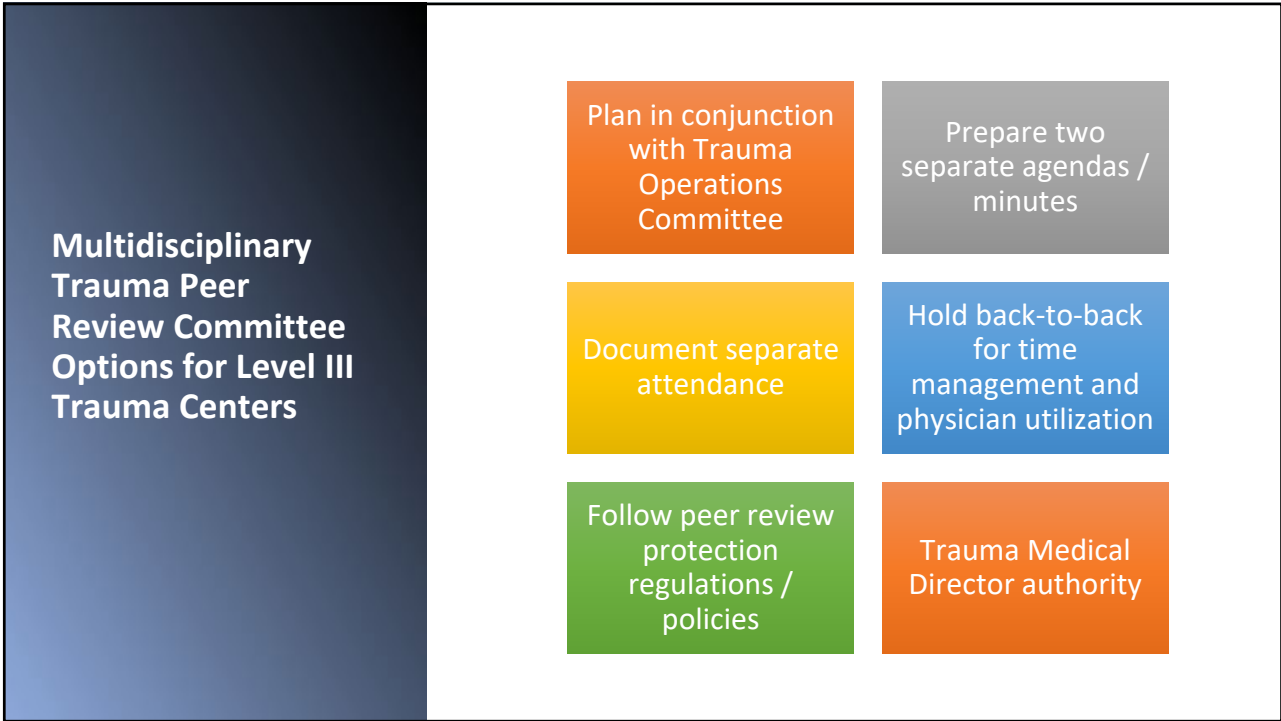 Multidisciplinary
Trauma Peer
Review Committee
Options for Level III
Trauma Centers
Plan in conjunction
with Trauma
Operations
Committee
Prepare two
separate agendas /
minutes
Document separate
attendance
Hold back-to-back
for time
management and
physician utilization
Follow peer review
protection
regulations /
policies
Trauma Medical
Director authority